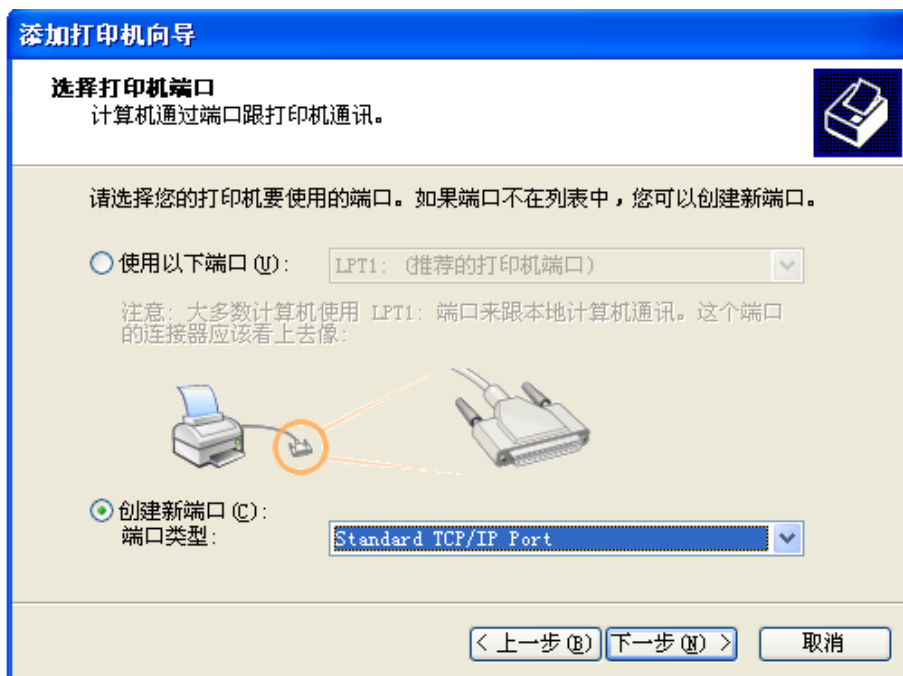 添加打印机向导
选择打印机端口
计算机通过端口跟打印机通讯。
请选择您的打印机要使用的端口。如果端口不在列表中，您可以创建新端口。
使用以下端口(U): LPT1: (推荐的打印机端口)
注意: 大多数计算机使用 LPT1: 端口来跟本地计算机通讯。这个端口
的连接器应该看上去像:
创建新端口(C):
端口类型: Standard TCP/IP Port
< 上一步(B) 下一步(N) > 取消